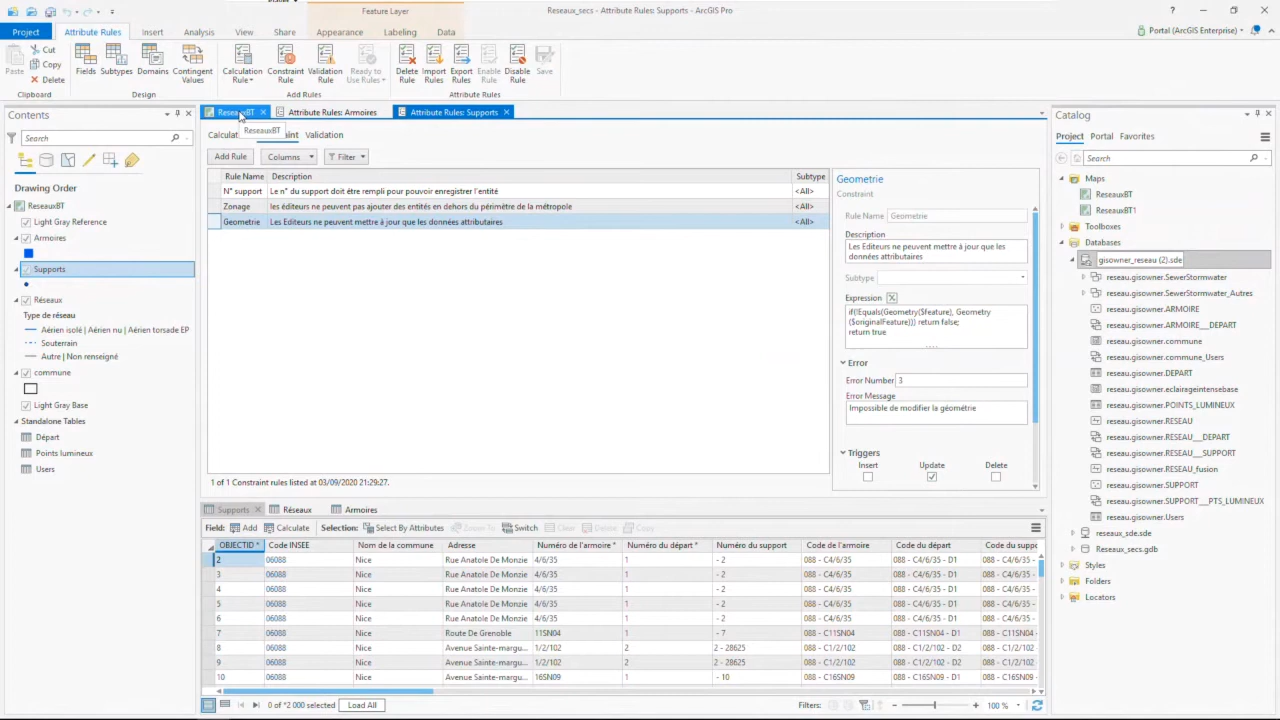 Feature Layer
Reseaux_secs - Attribute Rules: Supports - ArcGIS Pro
Project
Attribute Rules
Insert
Analysis
View
Share
Appearance
Labeling
Data
Portal (ArcGIS Enterprise)
Paste
Cut
Copy
Delete
Clipboard
Fields
Subtypes
Domains
Contingent
Values
Design
Calculation
Rule
Constraint
Rule
Validation
Rule
Ready to
Use Rules
Add Rules
Delete
Rule
Import
Rules
Export
Rules
Enable
Rule
Disable
Rule
Save
Attribute Rules
Contents
Search
Drawing Order
ReseauxBT
Light Gray Reference
Armoires
Supports
Réseaux
Type de réseau
Aérien isolé | Aérien nu | Aérien torsade EP
Souterrain
Autre | Non renseigné
commune
Light Gray Base
Standalone Tables
Départ
Points lumineux
Users
ReseauxBT
Attribute Rules: Armoires
Attribute Rules: Supports
ReseauxBT
Validation
Add Rule
Columns
Filter
Rule Name Description Subtype
N° support Le n° du support doit être rempli pour pouvoir enregistrer l'entité <All>
Zonage les éditeurs ne peuvent pas ajouter des entités en dehors du périmètre de la métropole <All>
Geometrie Les Editeurs ne peuvent mettre à jour que les données attributaires <All>
1 of 1 Constraint rules listed at 03/09/2020 21:29:27.
Geometrie
Constraint
Rule Name Geometrie
Description
Les Editeurs ne peuvent mettre à jour que les
données attributaires
Subtype
Expression
if(!Equals(Geometry($feature), Geometry
($originalFeature))) return false;
return true
Error
Error Number 3
Error Message
Impossible de modifier la géométrie
Triggers
Insert Update Delete
Supports
Réseaux
Armoires
Field: Add Calculate Selection: Select By Attributes Zoom To Switch Clear Delete Copy
OBJECTID * Code INSEE Nom de la commune Adresse Numéro de l'armoire * Numéro du départ * Numéro du support Code de l'armoire Code du départ Code du suppo
2 06088 Nice Rue Anatole De Monzie 4/6/35 1 - 2 088 - C4/6/35 088 - C4/6/35 - D1 088 - C4/6/35 -
3 06088 Nice Rue Anatole De Monzie 4/6/35 1 - 2 088 - C4/6/35 088 - C4/6/35 - D1 088 - C4/6/35 -
4 06088 Nice Rue Anatole De Monzie 4/6/35 1 - 2 088 - C4/6/35 088 - C4/6/35 - D1 088 - C4/6/35 -
5 06088 Nice Rue Anatole De Monzie 4/6/35 1 - 2 088 - C4/6/35 088 - C4/6/35 - D1 088 - C4/6/35 -
6 06088 Nice Rue Anatole De Monzie 4/6/35 1 - 2 088 - C4/6/35 088 - C4/6/35 - D1 088 - C4/6/35 -
7 06088 Nice Route De Grenoble 11SN04 1 - 7 088 - C11SN04 088 - C11SN04 - D1 088 - C11SN04 -
8 06088 Nice Avenue Sainte-margu... 1/2/102 2 2 - 28625 088 - C1/2/102 088 - C1/2/102 - D2 088 - C1/2/102 -
9 06088 Nice Avenue Sainte-margu... 1/2/102 2 2 - 28625 088 - C1/2/102 088 - C1/2/102 - D2 088 - C1/2/102 -
10 06088 Nice Avenue Sainte-margu... 16SN09 1 - 10 088 - C16SN09 088 - C16SN09 - D1 088 - C16SN09 -
0 of *2 000 selected
Load All
Filters:
100 %
Catalog
Project
Portal
Favorites
Search
Maps
ReseauxBT
ReseauxBT1
Toolboxes
Databases
gisowner_reseau (2).sde
reseau.gisowner.SewerStormwater
reseau.gisowner.SewerStormwater_Autres
reseau.gisowner.ARMOIRE
reseau.gisowner.ARMOIRE___DEPART
reseau.gisowner.commune
reseau.gisowner.commune_Users
reseau.gisowner.DEPART
reseau.gisowner.eclairageintensebase
reseau.gisowner.POINTS_LUMINEUX
reseau.gisowner.RESEAU
reseau.gisowner.RESEAU___DEPART
reseau.gisowner.RESEAU___SUPPORT
reseau.gisowner.RESEAU_fusion
reseau.gisowner.SUPPORT
reseau.gisowner.SUPPORT___PTS_LUMINEUX
reseau.gisowner.Users
reseaux_sde.sde
Reseaux_secs.gdb
Styles
Folders
Locators